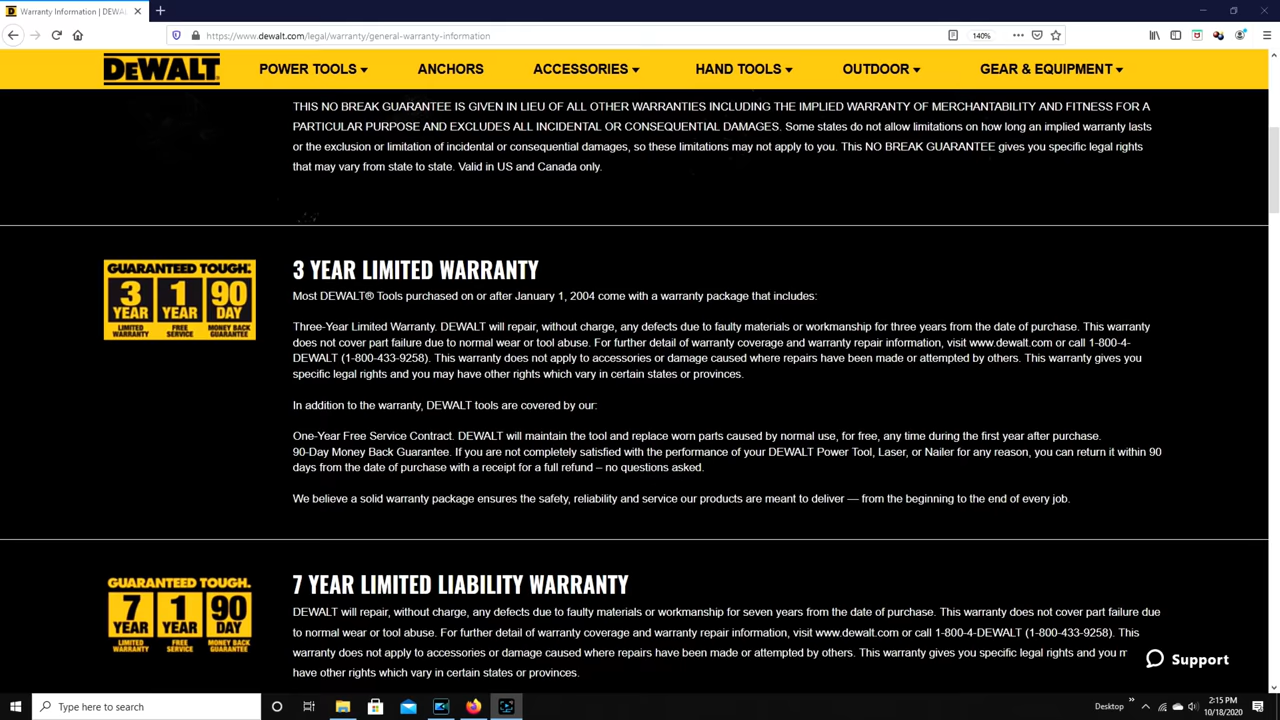 Warranty Information | DEWA
https://www.dewalt.com/legal/warranty/general-warranty-information
140%
DEWALT
POWER TOOLS
ANCHORS
ACCESSORIES
HAND TOOLS
OUTDOOR
GEAR & EQUIPMENT
THIS NO BREAK GUARANTEE IS GIVEN IN LIEU OF ALL OTHER WARRANTIES INCLUDING THE IMPLIED WARRANTY OF MERCHANTABILITY AND FITNESS FOR A
PARTICULAR PURPOSE AND EXCLUDES ALL INCIDENTAL OR CONSEQUENTIAL DAMAGES. Some states do not allow limitations on how long an implied warranty lasts
or the exclusion or limitation of incidental or consequential damages, so these limitations may not apply to you. This NO BREAK GUARANTEE gives you specific legal rights
that may vary from state to state. Valid in US and Canada only.
GUARANTEED TOUGH.
3 YEAR LIMITED WARRANTY
1 YEAR FREE SERVICE
90 DAY MONEY BACK GUARANTEE
3 YEAR LIMITED WARRANTY
Most DEWALT® Tools purchased on or after January 1, 2004 come with a warranty package that includes:
Three-Year Limited Warranty. DEWALT will repair, without charge, any defects due to faulty materials or workmanship for three years from the date of purchase. This warranty
does not cover part failure due to normal wear or tool abuse. For further detail of warranty coverage and warranty repair information, visit www.dewalt.com or call 1-800-4-
DEWALT (1-800-433-9258). This warranty does not apply to accessories or damage caused where repairs have been made or attempted by others. This warranty gives you
specific legal rights and you may have other rights which vary in certain states or provinces.
In addition to the warranty, DEWALT tools are covered by our:
One-Year Free Service Contract. DEWALT will maintain the tool and replace worn parts caused by normal use, for free, any time during the first year after purchase.
90-Day Money Back Guarantee. If you are not completely satisfied with the performance of your DEWALT Power Tool, Laser, or Nailer for any reason, you can return it within 90
days from the date of purchase with a receipt for a full refund – no questions asked.
We believe a solid warranty package ensures the safety, reliability and service our products are meant to deliver — from the beginning to the end of every job.
GUARANTEED TOUGH.
7 YEAR LIMITED WARRANTY
1 YEAR FREE SERVICE
90 DAY MONEY BACK GUARANTEE
7 YEAR LIMITED LIABILITY WARRANTY
DEWALT will repair, without charge, any defects due to faulty materials or workmanship for seven years from the date of purchase. This warranty does not cover part failure due
to normal wear or tool abuse. For further detail of warranty coverage and warranty repair information, visit www.dewalt.com or call 1-800-4-DEWALT (1-800-433-9258). This
warranty does not apply to accessories or damage caused where repairs have been made or attempted by others. This warranty gives you specific legal rights and you m
have other rights which vary in certain states or provinces.
Support
Type here to search
Desktop
2:15 PM
10/18/2020